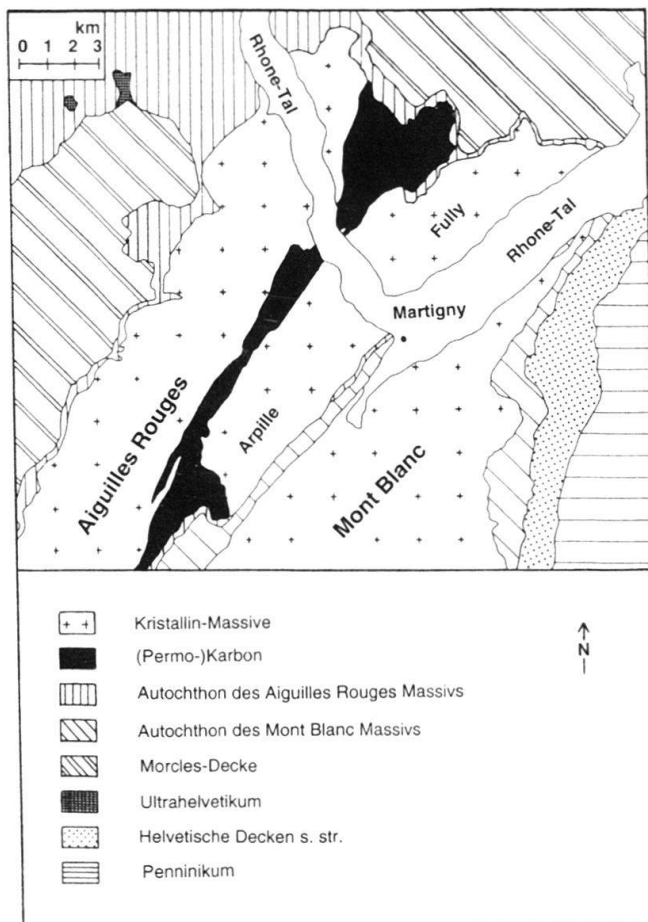 km
0 1 2 3
Rhone-Tal
Fully
Rhone-Tal
Martigny
Aiguilles Rouges
Arpille
Mont Blanc
Kristallin-Massive
(Permo-)Karbon
Autochthon des Aiguilles Rouges Massivs
Autochthon des Mont Blanc Massivs
Morcles-Decke
Ultrahelvetikum
Helvetische Decken s. str.
Penninikum
N